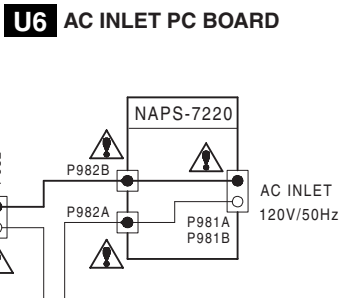 U6 AC INLET PC BOARD
NAPS-7220
P982B
P982A
P981A
P981B
AC INLET
120V/50Hz